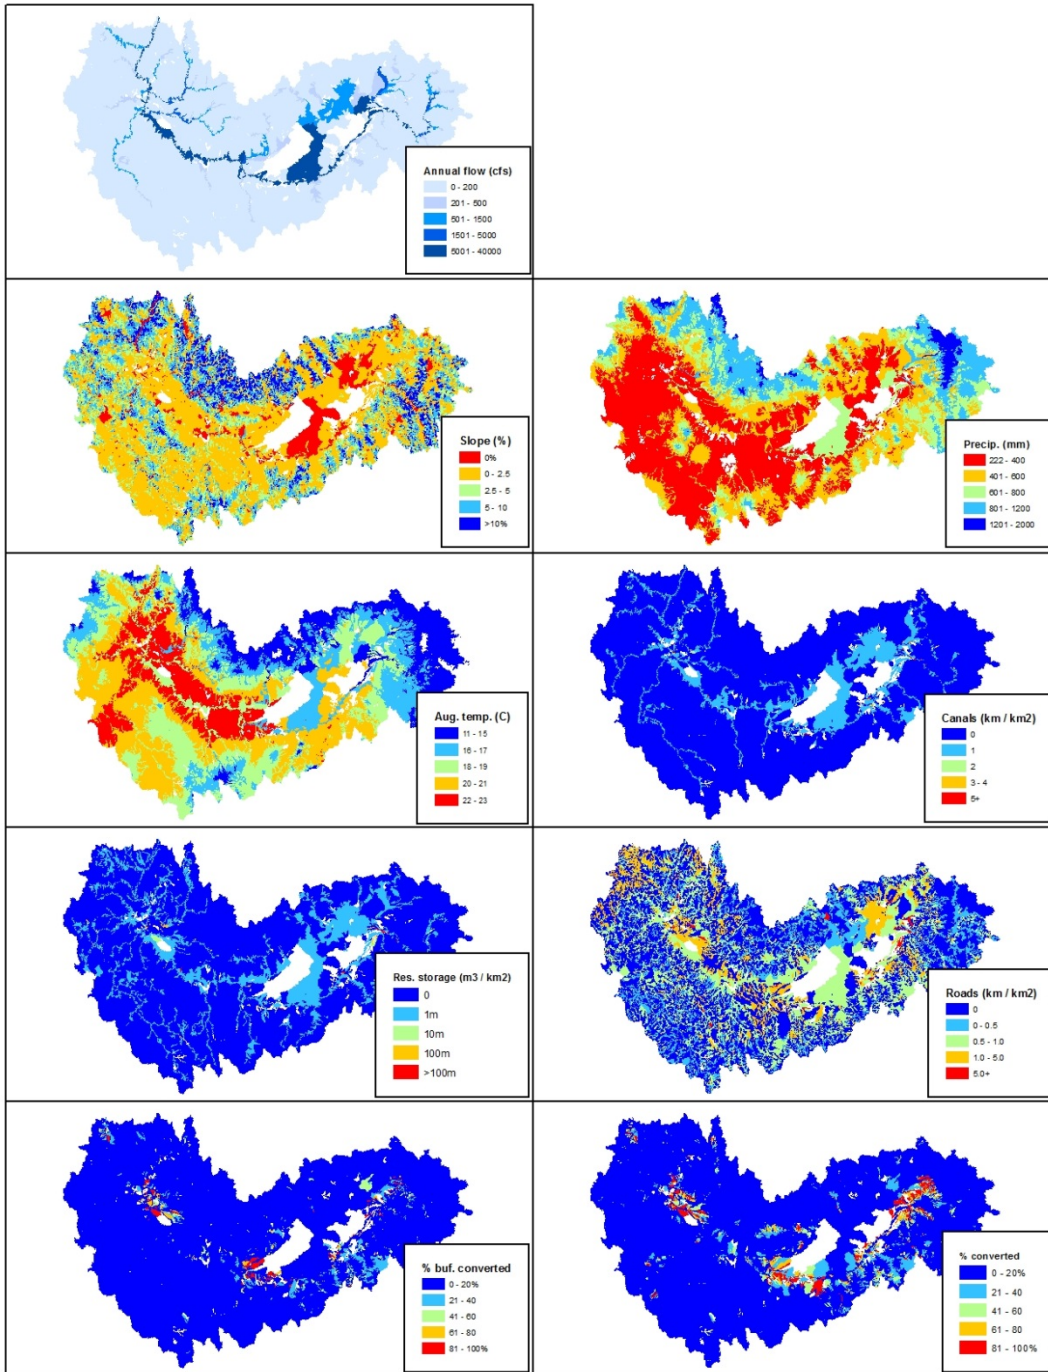 Annual flow (cfs)
0 - 200
201 - 500
501 - 1500
1501 - 5000
5001 - 40000
Slope (%)
0%
0 - 2.5
2.5 - 5
5 - 10
>10%
Precip. (mm)
222 - 400
401 - 600
601 - 800
801 - 1200
1201 - 2000
Aug. temp. (C)
11 - 15
16 - 17
18 - 19
20 - 21
22 - 23
Canals (km / km2)
0
1
2
3 - 4
5+
Res. storage (m3 / km2)
0
1m
10m
100m
>100m
Roads (km / km2)
0
0 - 0.5
0.5 - 1.0
1.0 - 5.0
5.0+
% buf. converted
0 - 20%
21 - 40
41 - 60
61 - 80
81 - 100%
% converted
0 - 20%
21 - 40
41 - 60
61 - 80
81 - 100%